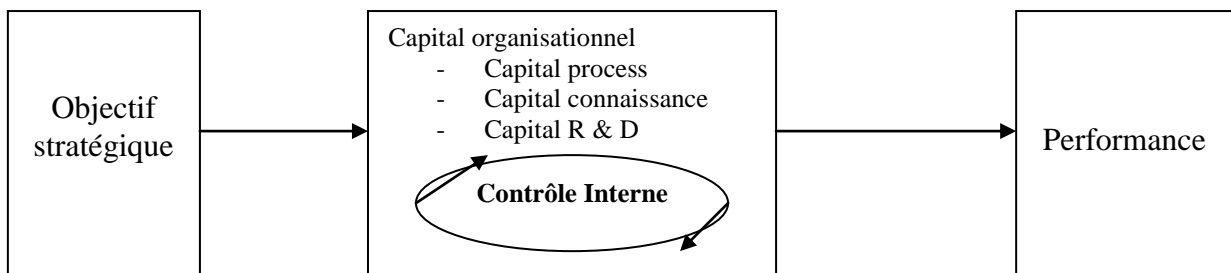 Objectif
stratégique
Capital organisationnel
- Capital process
- Capital connaissance
- Capital R & D
Contrôle Interne
Performance